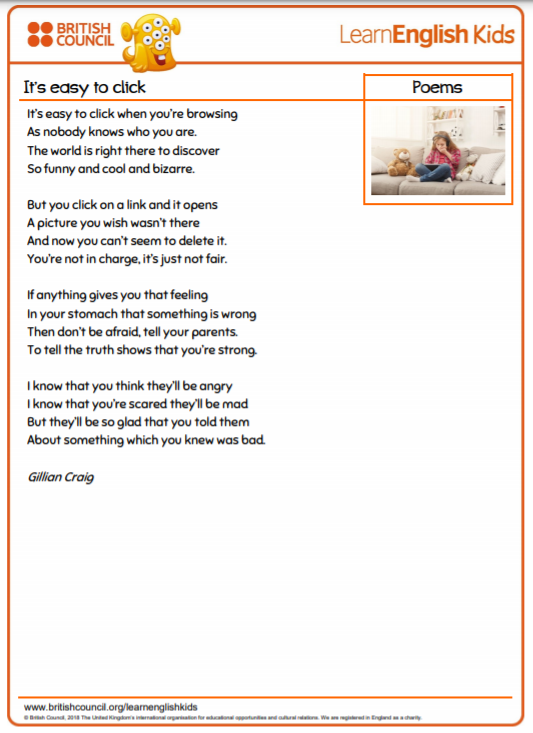 BRITISH
COUNCIL
LearnEnglish Kids
It's easy to click
Poems
It's easy to click when you're browsing
As nobody knows who you are.
The world is right there to discover
So funny and cool and bizarre.
But you click on a link and it opens
A picture you wish wasn't there
And now you can't seem to delete it.
You're not in charge, it's just not fair.
If anything gives you that feeling
In your stomach that something is wrong
Then don't be afraid, tell your parents.
To tell the truth shows that you're strong.
I know that you think they'll be angry
I know that you're scared they'll be mad
But they'll be so glad that you told them
About something which you knew was bad.
Gillian Craig
www.britishcouncil.org/learnenglishkids
© British Council, 2018 The United Kingdom's international organisation for educational opportunities and cultural relations. We are registered in England as a charity.